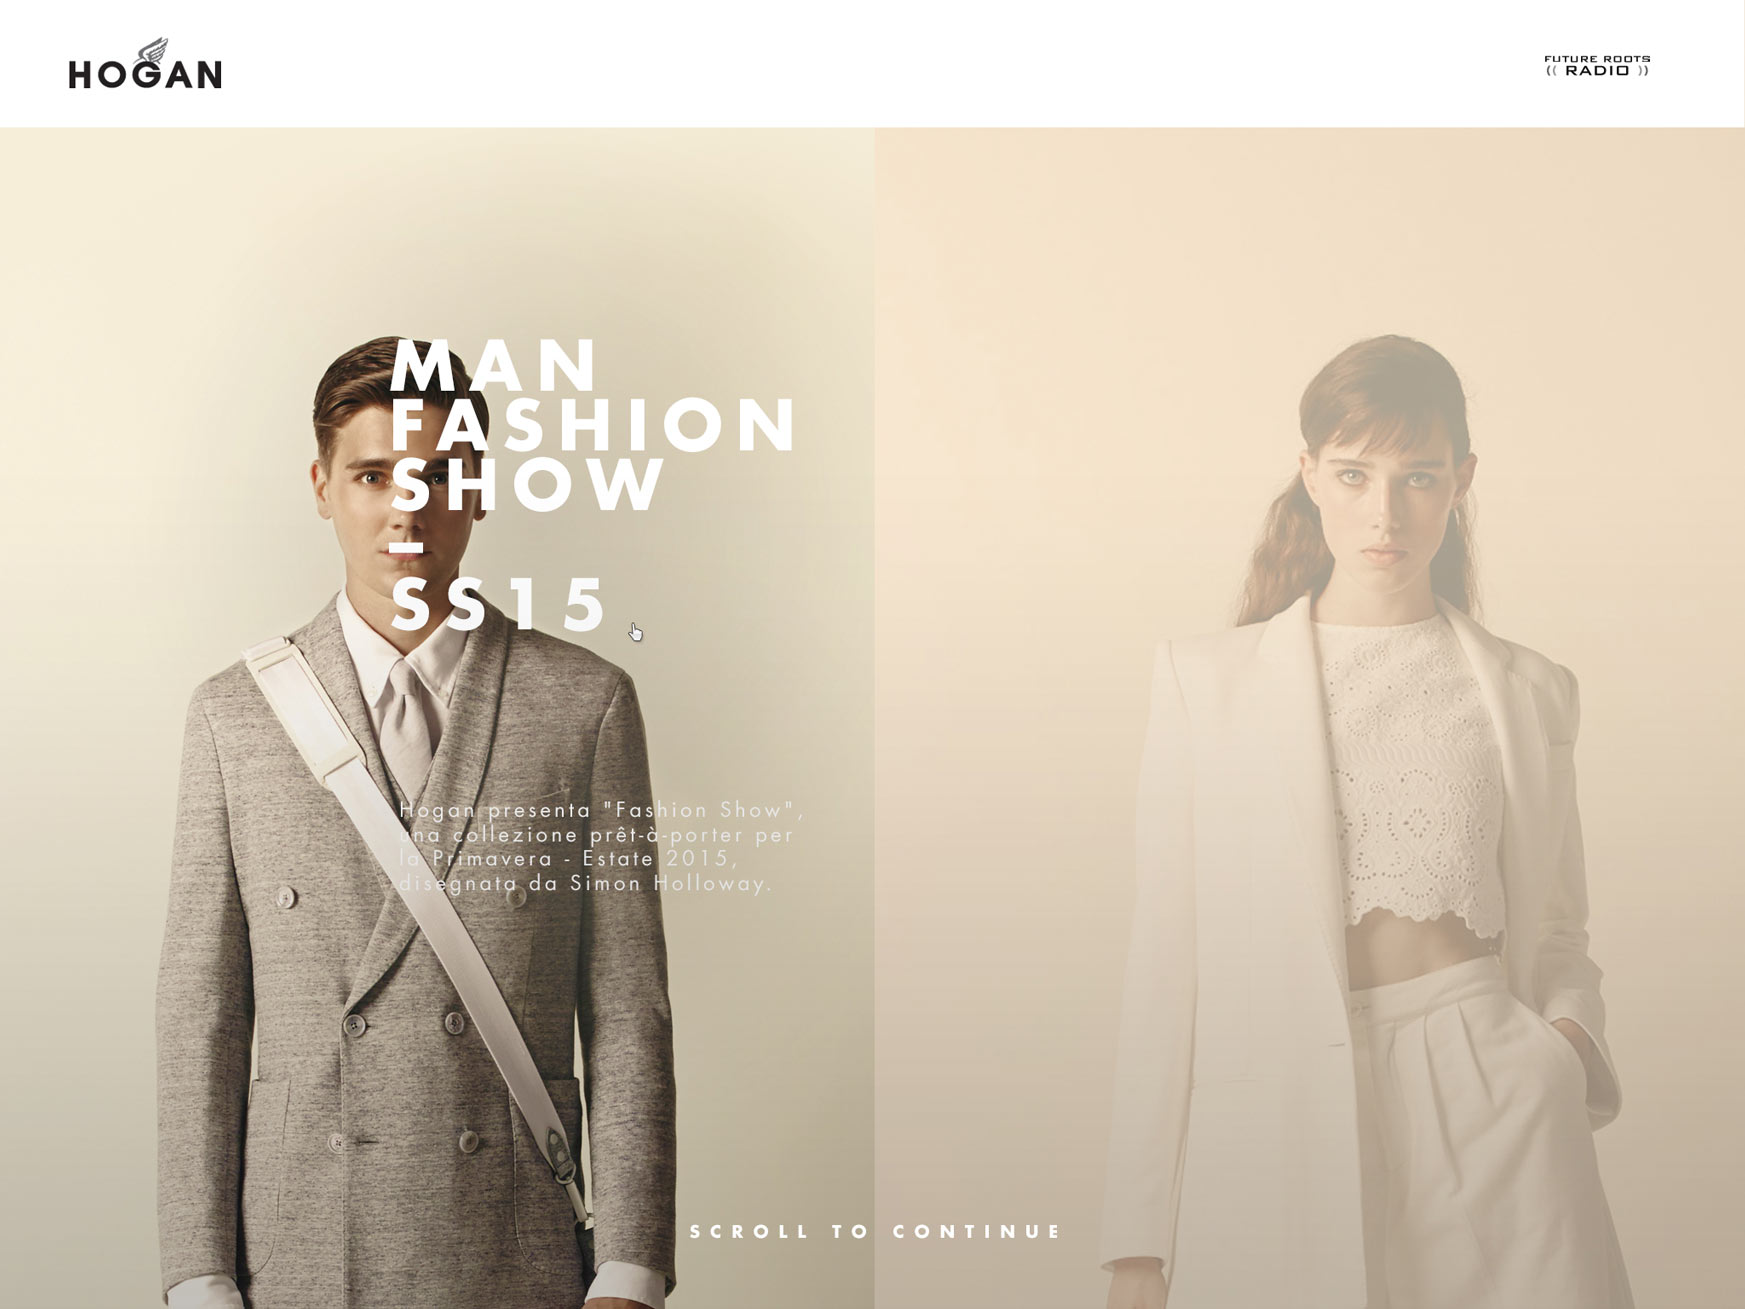 HOGAN
FUTURE ROOTS
(( RADIO ))
MAN
FASHION
SHOW
–
SS15
Hogan presenta "Fashion Show",
una collezione prêt-à-porter per
la Primavera - Estate 2015,
disegnata da Simon Holloway.
SCROLL TO CONTINUE